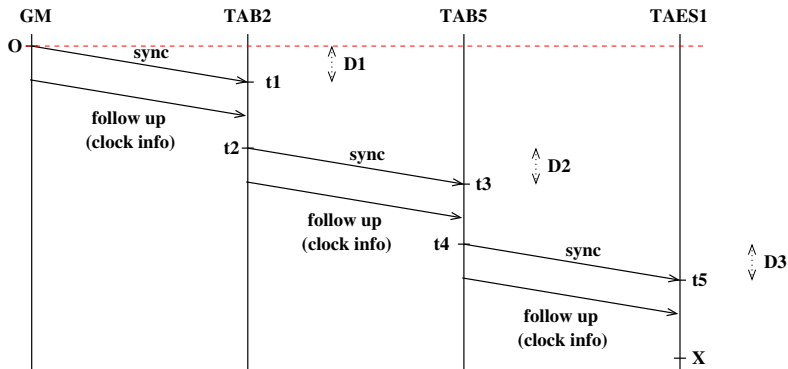 GM TAB2 TAB5 TAES1
O
sync
D1
t1
follow up
(clock info)
t2
sync
D2
t3
follow up
(clock info)
t4
sync
D3
t5
follow up
(clock info)
X